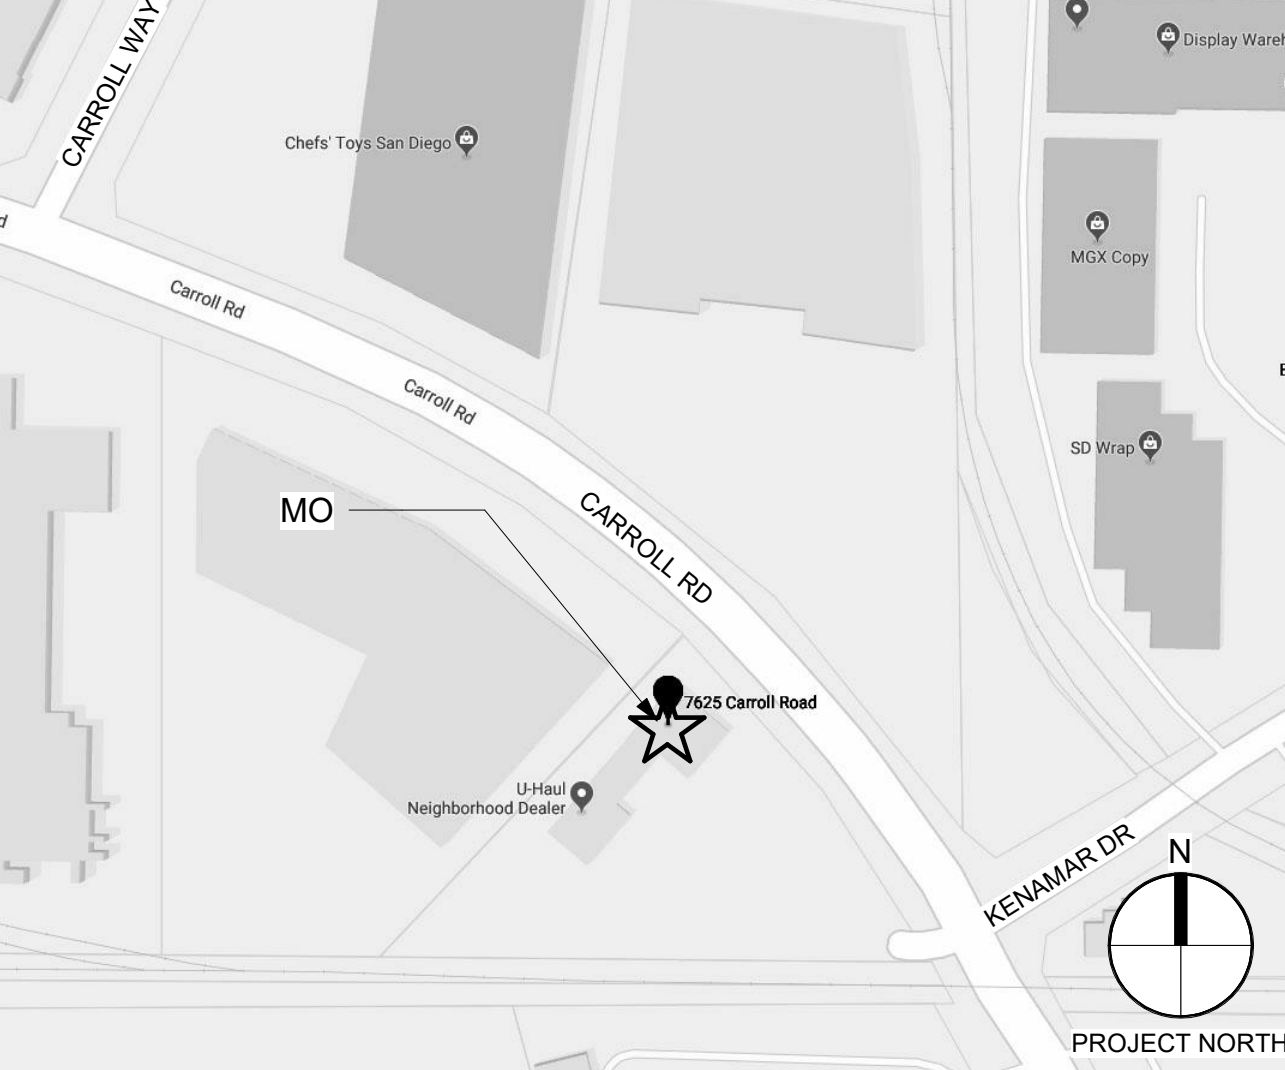 CARROLL WAY
Display Wareh
Chefs' Toys San Diego
MGX Copy
d
Carroll Rd
Carroll Rd
E
SD Wrap
MO
CARROLL RD
7625 Carroll Road
U-Haul
Neighborhood Dealer
KENAMAR DR
N
PROJECT NORTH